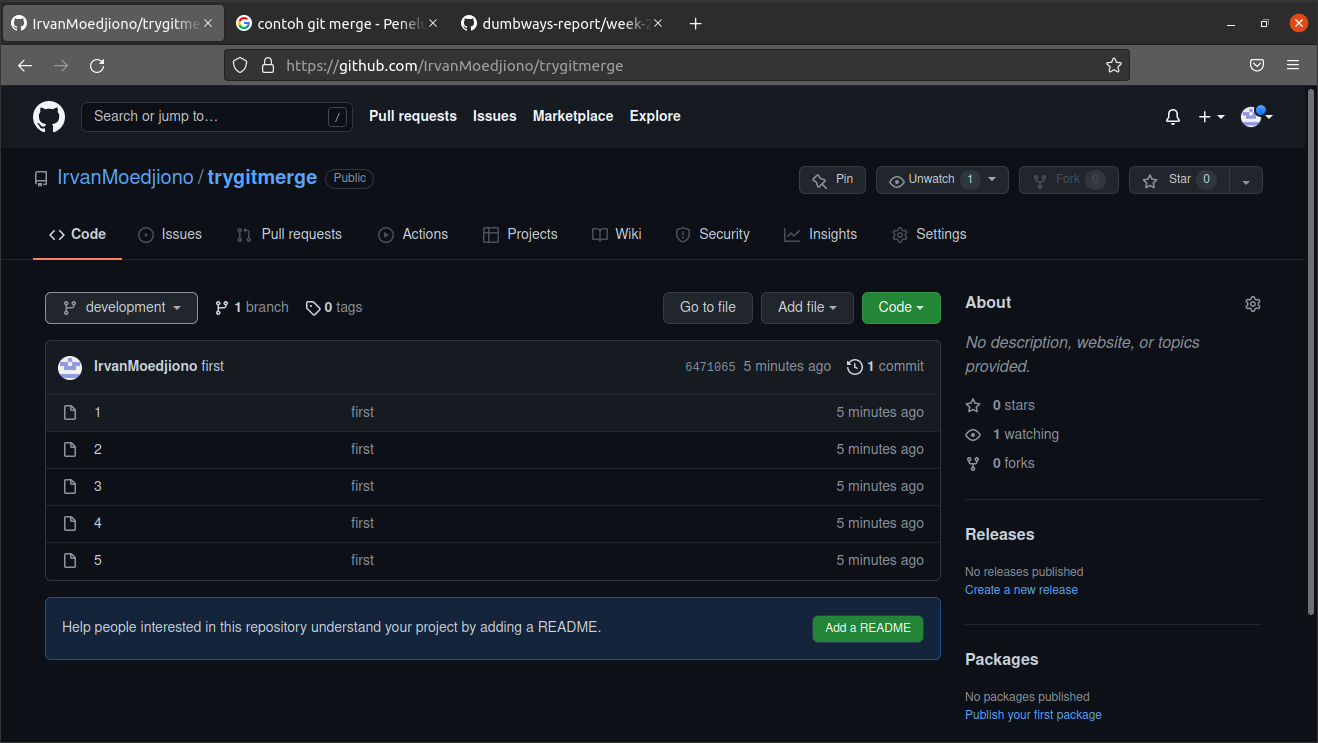 IrvanMoedjiono/trygitme
contoh git merge - Penel
dumbways-report/week-2
https://github.com/IrvanMoedjiono/trygitmerge
Search or jump to… /
Pull requests Issues Marketplace Explore
IrvanMoedjiono / trygitmerge Public
Pin Unwatch 1 Fork 0 Star 0
Code Issues Pull requests Actions Projects Wiki Security Insights Settings
development 1 branch 0 tags Go to file Add file Code
IrvanMoedjiono first 6471065 5 minutes ago 1 commit
1 first 5 minutes ago
2 first 5 minutes ago
3 first 5 minutes ago
4 first 5 minutes ago
5 first 5 minutes ago
Help people interested in this repository understand your project by adding a README. Add a README
About
No description, website, or topics
provided.
0 stars
1 watching
0 forks
Releases
No releases published
Create a new release
Packages
No packages published
Publish your first package